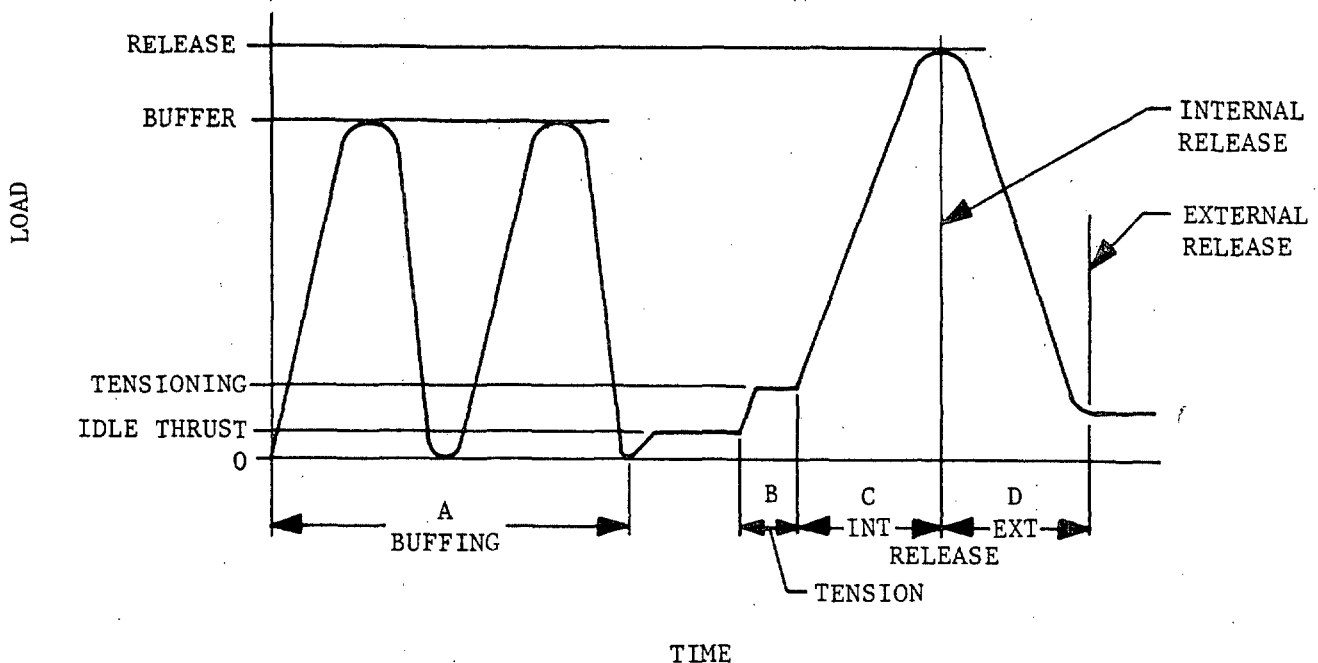 RELEASE
BUFFER
INTERNAL
RELEASE
LOAD
EXTERNAL
RELEASE
TENSIONING
IDLE THRUST
0
A
BUFFING
B
C
INT
D
EXT
RELEASE
TENSION
TIME